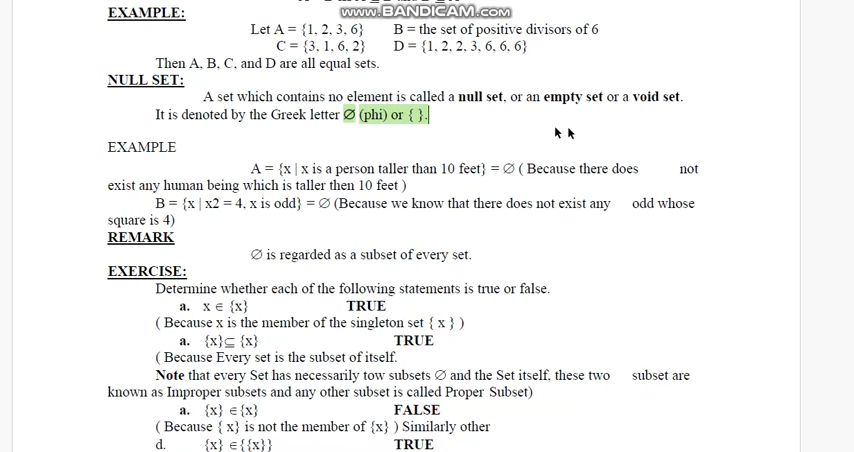 WWW.BANDICAM.COM
EXAMPLE:
Let A = {1, 2, 3, 6} B = the set of positive divisors of 6
C = {3, 1, 6, 2} D = {1, 2, 2, 3, 6, 6, 6}
Then A, B, C, and D are all equal sets.
NULL SET:
A set which contains no element is called a null set, or an empty set or a void set.
It is denoted by the Greek letter ∅ (phi) or { }.
EXAMPLE
A = {x | x is a person taller than 10 feet} = ∅ ( Because there does not
exist any human being which is taller then 10 feet )
B = {x | x2 = 4, x is odd} = ∅ (Because we know that there does not exist any odd whose
square is 4)
REMARK
∅ is regarded as a subset of every set.
EXERCISE:
Determine whether each of the following statements is true or false.
a. x ∈ {x} TRUE
( Because x is the member of the singleton set { x } )
a. {x}⊆ {x} TRUE
( Because Every set is the subset of itself.
Note that every Set has necessarily tow subsets ∅ and the Set itself, these two subset are
known as Improper subsets and any other subset is called Proper Subset)
a. {x} ∈{x} FALSE
( Because { x} is not the member of {x} ) Similarly other
d. {x} ∈{{x}} TRUE